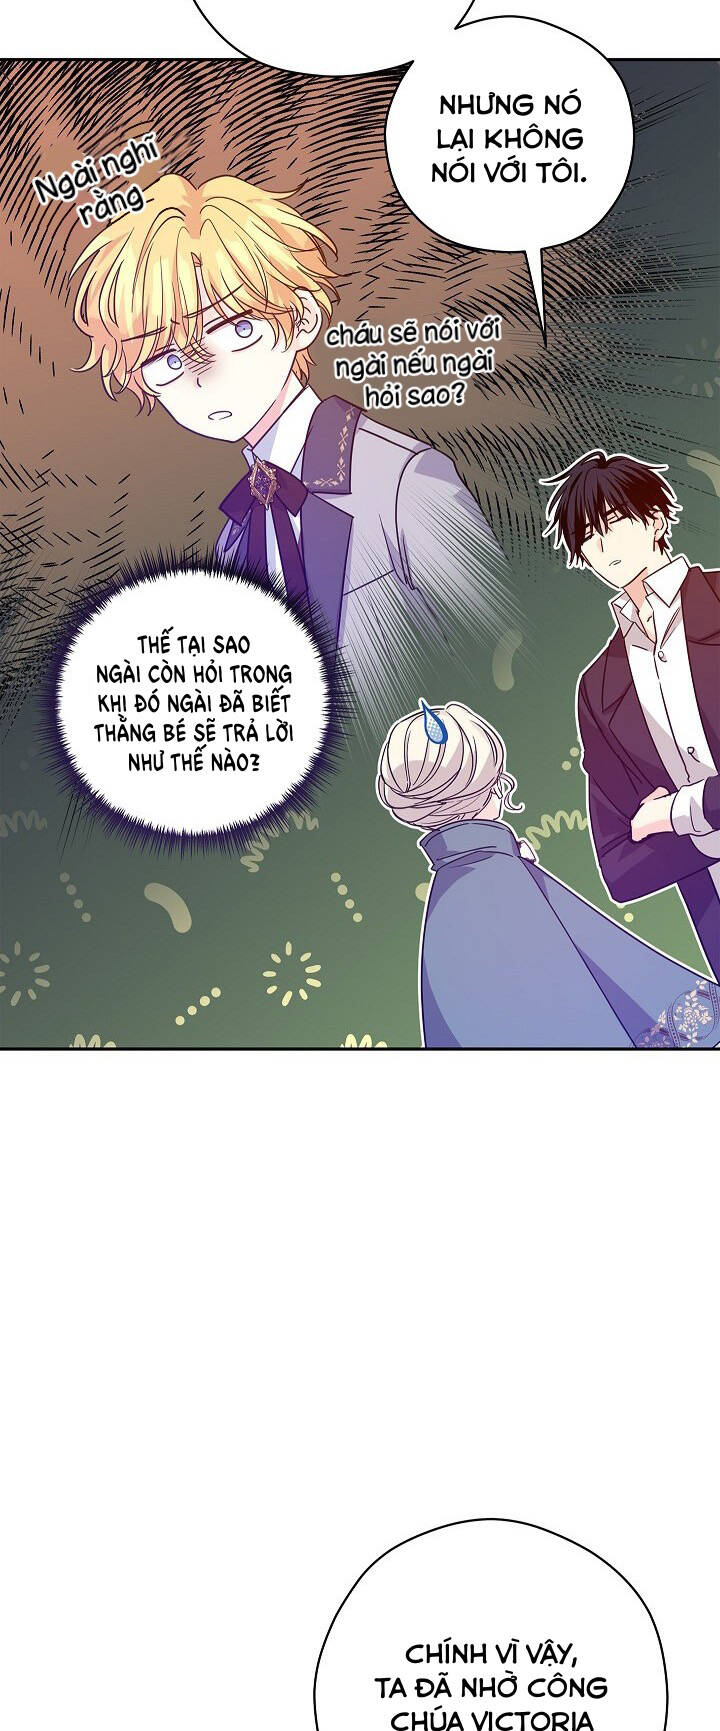 NHƯNG NÓ
LẠI KHÔNG
NÓI VỚI TÔI.
Ngài nghĩ
rằng
cháu sẽ nói với
ngài nếu ngài
hỏi sao?
THẾ TẠI SAO
NGÀI CÒN HỎI TRONG
KHI ĐÓ NGÀI ĐÃ BIẾT
THẰNG BÉ SẼ TRẢ LỜI
NHƯ THẾ NÀO?
CHÍNH VÌ VẬY,
TA ĐÃ NHỜ CÔNG
CHÚA VICTORIA